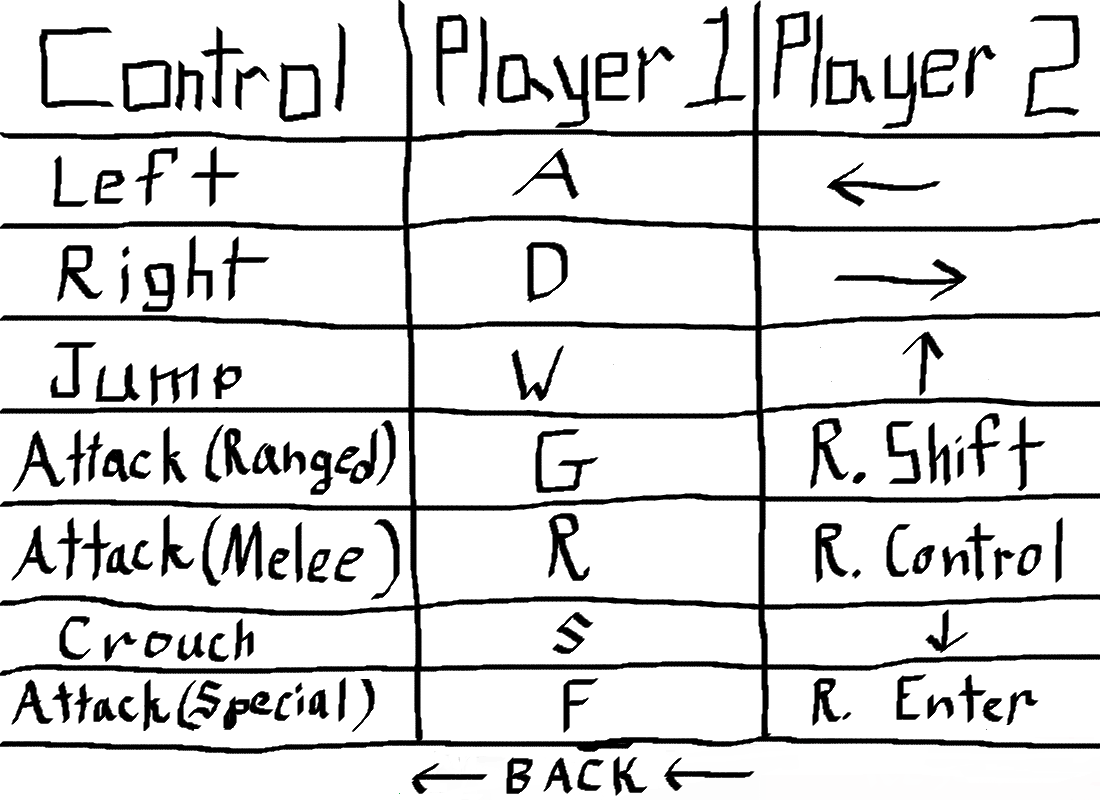 Control Player 1 Player 2
Left A ←
Right D →
Jump W ↑
Attack (Ranged) G R. Shift
Attack (Melee) R R. Control
Crouch S ↓
Attack (Special) F R. Enter
← BACK ←